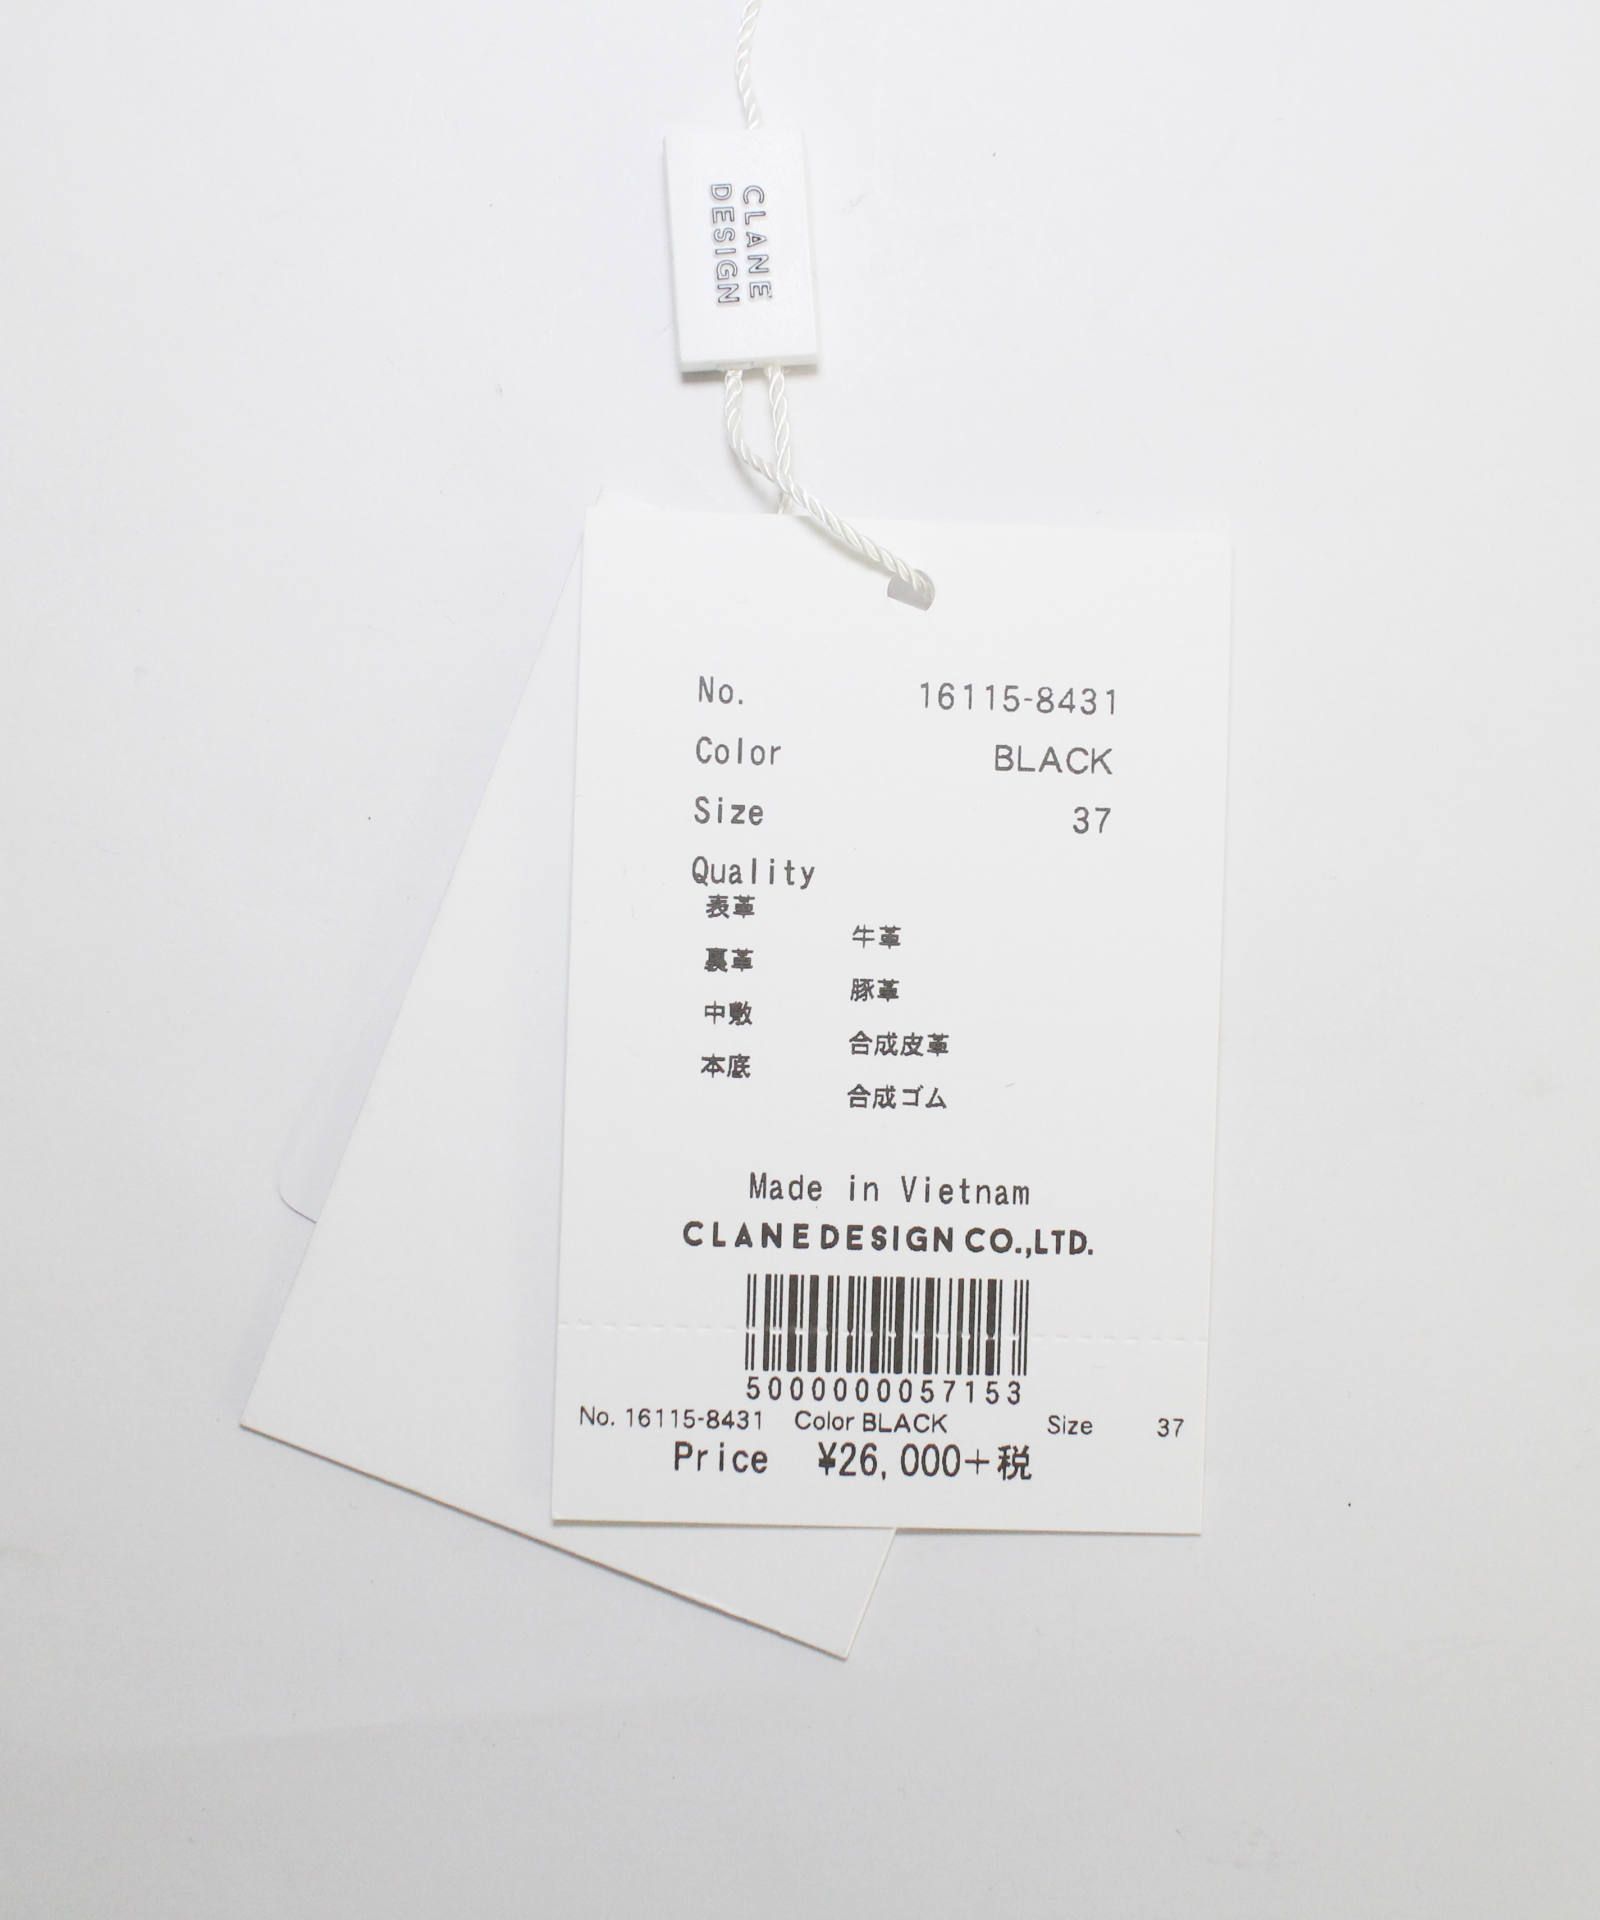 CLANE
DESIGN
No. 16115-8431
Color BLACK
Size 37
Quality
表革
牛革
裏革
豚革
中敷
合成皮革
本底
合成ゴム
Made in Vietnam
CLANEDESIGN CO.,LTD.
5000000057153
No. 16115-8431 Color BLACK Size 37
Price ¥26,000+税